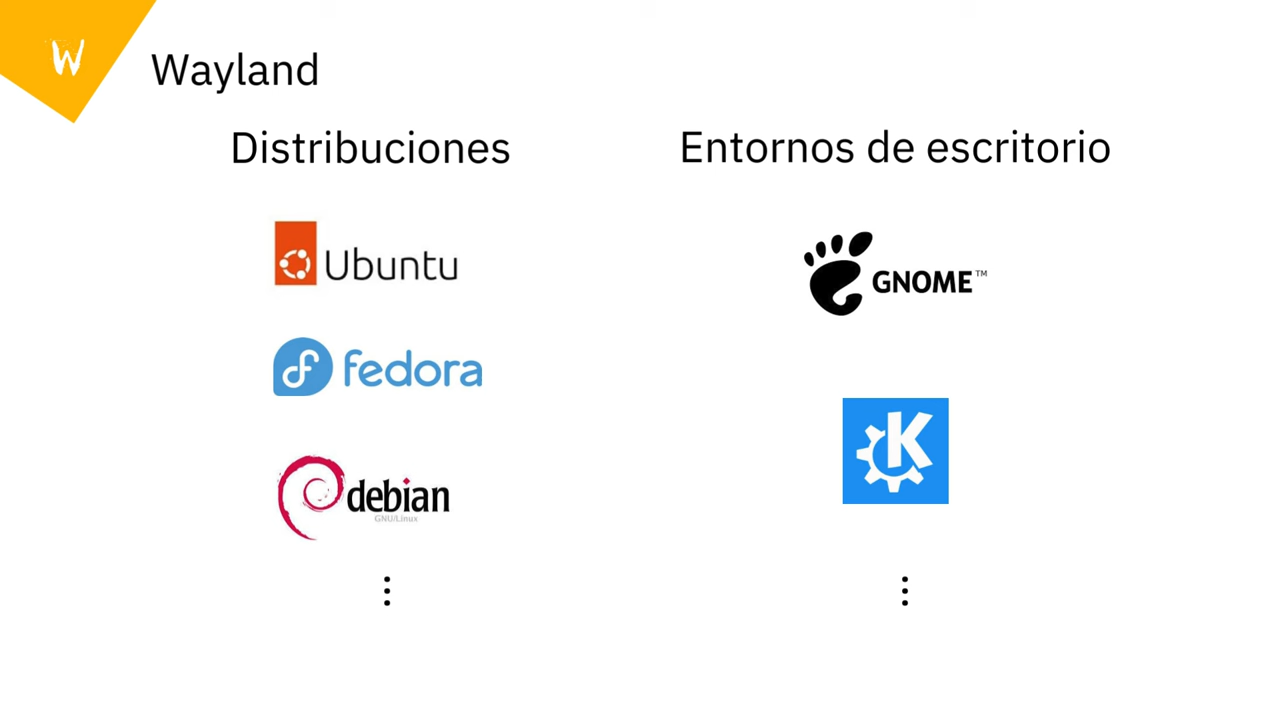 W
Wayland
Distribuciones
Ubuntu
fedora
debian
GNU/Linux
Entornos de escritorio
GNOME™
K